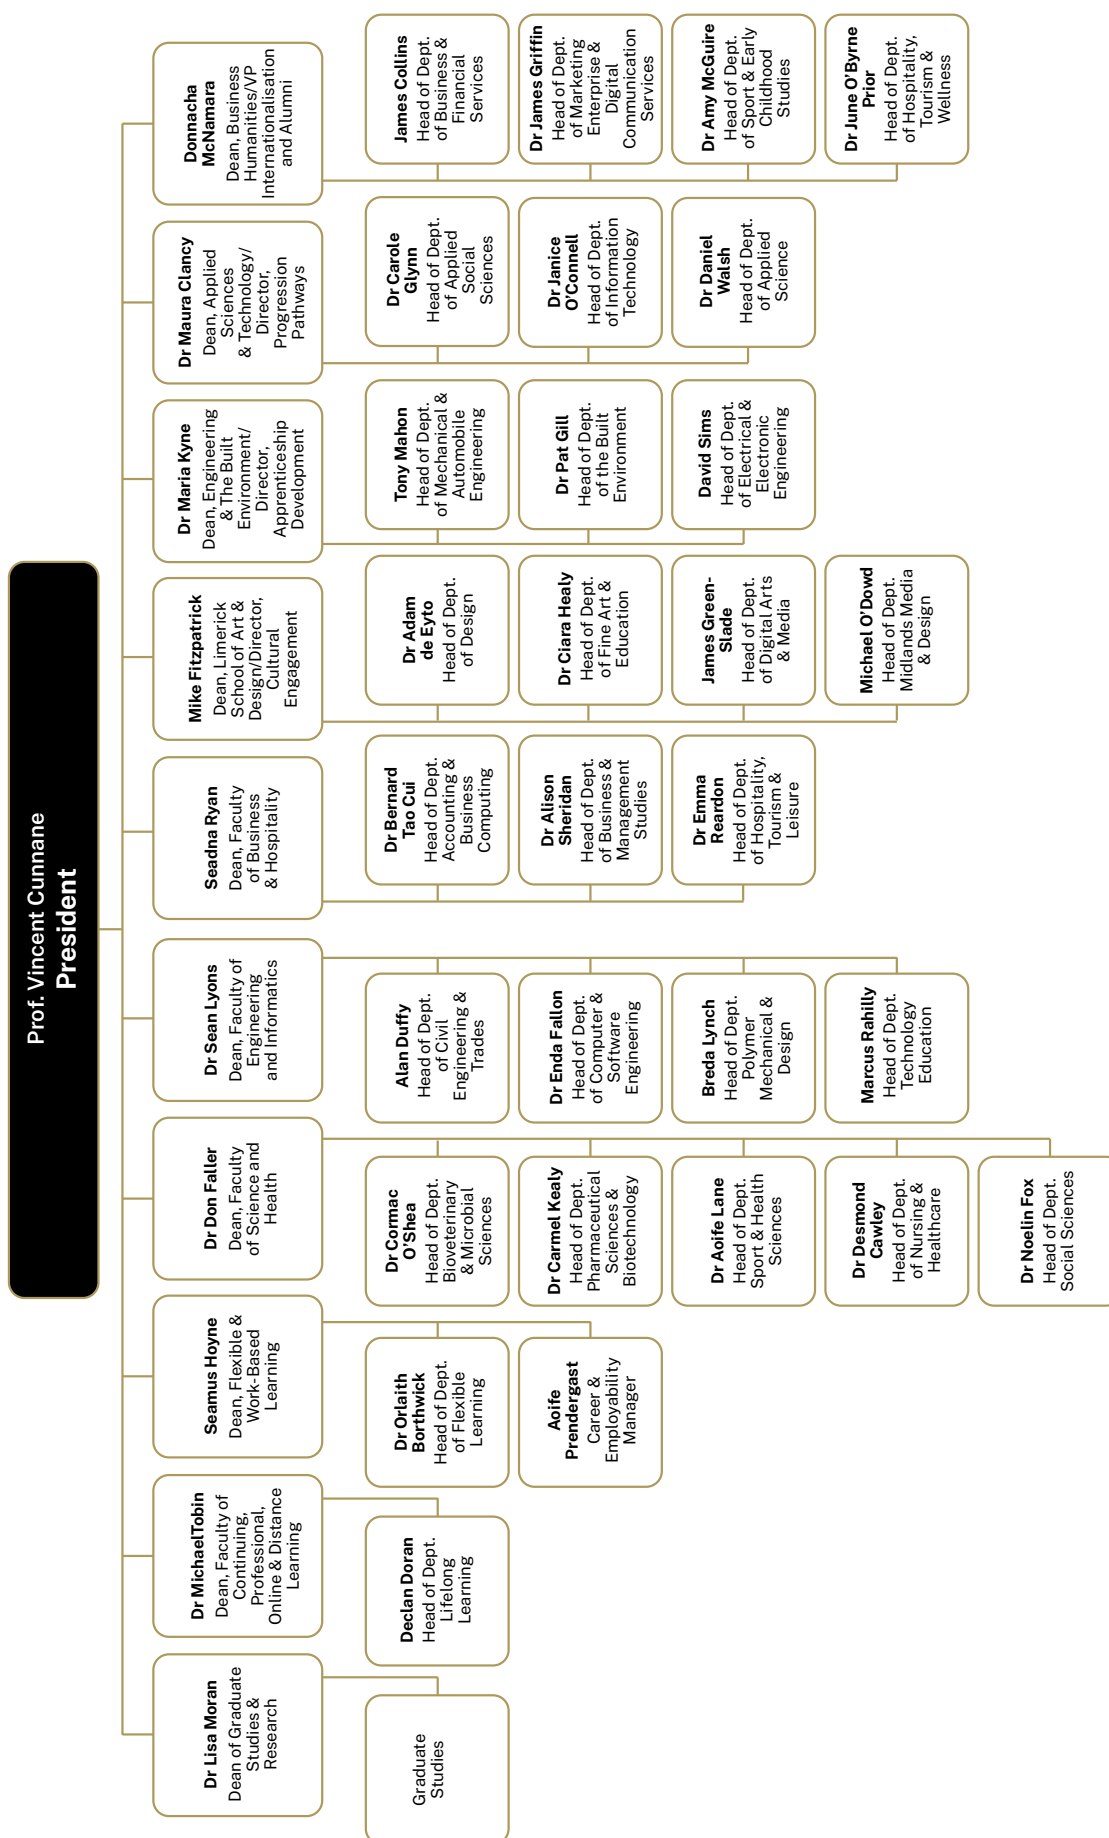 Prof. Vincent Cunnane
President
Dr Lisa Moran
Dean of Graduate
Studies &
Research
Dr MichaelTobin
Dean, Faculty of
Continuing,
Professional,
Online & Distance
Learning
Seamus Hoyne
Dean, Flexible &
Work-Based
Learning
Dr Don Faller
Dean, Faculty
of Science and
Health
Dr Sean Lyons
Dean, Faculty of
Engineering
and Informatics
Seadna Ryan
Dean, Faculty
of Business
& Hospitality
Mike Fitzpatrick
Dean, Limerick
School of Art &
Design/Director,
Cultural
Engagement
Dr Maria Kyne
Dean, Engineering
& The Built
Environment/
Director,
Apprenticeship
Development
Dr Maura Clancy
Dean, Applied
Sciences
& Technology/
Director,
Progression
Pathways
Donnacha
McNamara
Dean, Business
Humanities/VP
Internationalisation
and Alumni
Graduate
Studies
Declan Doran
Head of Dept.
Lifelong
Learning
Dr Orlaith
Borthwick
Head of Dept.
of Flexible
Learning
Aoife
Prendergast
Career &
Employability
Manager
Dr Cormac
O'Shea
Head of Dept.
Bioveterinary
& Microbial
Sciences
Dr Carmel Kealy
Head of Dept.
Pharmaceutical
Sciences &
Biotechnology
Dr Aoife Lane
Head of Dept.
Sport & Health
Sciences
Dr Desmond
Cawley
Head of Dept.
of Nursing &
Healthcare
Dr Noelin Fox
Head of Dept.
Social Sciences
Alan Duffy
Head of Dept.
of Civil
Engineering &
Trades
Dr Enda Fallon
Head of Dept.
of Computer &
Software
Engineering
Breda Lynch
Head of Dept.
Polymer
Mechanical &
Design
Marcus Rahilly
Head of Dept.
Technology
Education
Dr Bernard
Tao Cui
Head of Dept.
Accounting &
Business
Computing
Dr Alison
Sheridan
Head of Dept.
of Business &
Management
Studies
Dr Emma
Reardon
Head of Dept.
of Hospitality,
Tourism &
Leisure
Dr Adam
de Eyto
Head of Dept.
of Design
Dr Ciara Healy
Head of Dept.
of Fine Art &
Education
James Green-
Slade
Head of Dept.
of Digital Arts
& Media
Michael O'Dowd
Head of Dept.
Midlands Media
& Design
Tony Mahon
Head of Dept.
of Mechanical &
Automobile
Engineering
Dr Pat Gill
Head of Dept.
of the Built
Environment
David Sims
Head of Dept.
of Electrical &
Electronic
Engineering
Dr Carole
Glynn
Head of Dept.
of Applied
Social
Sciences
Dr Janice
O'Connell
Head of Dept.
of Information
Technology
Dr Daniel
Walsh
Head of Dept.
of Applied
Science
James Collins
Head of Dept.
of Business &
Financial
Services
Dr James Griffin
Head of Dept.
of Marketing
Enterprise &
Digital
Communication
Services
Dr Amy McGuire
Head of Dept.
of Sport & Early
Childhood
Studies
Dr June O'Byrne
Prior
Head of Dept.
of Hospitality,
Tourism &
Wellness